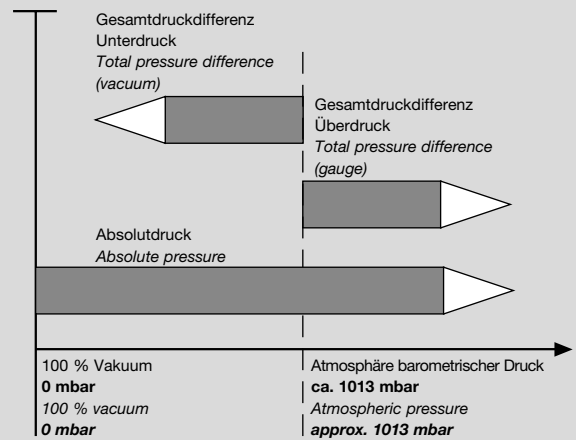 Gesamtdruckdifferenz
Unterdruck
Total pressure difference
(vacuum)
Gesamtdruckdifferenz
Überdruck
Total pressure difference
(gauge)
Absolutdruck
Absolute pressure
100 % Vakuum
0 mbar
100 % vacuum
0 mbar
Atmosphäre barometrischer Druck
ca. 1013 mbar
Atmospheric pressure
approx. 1013 mbar